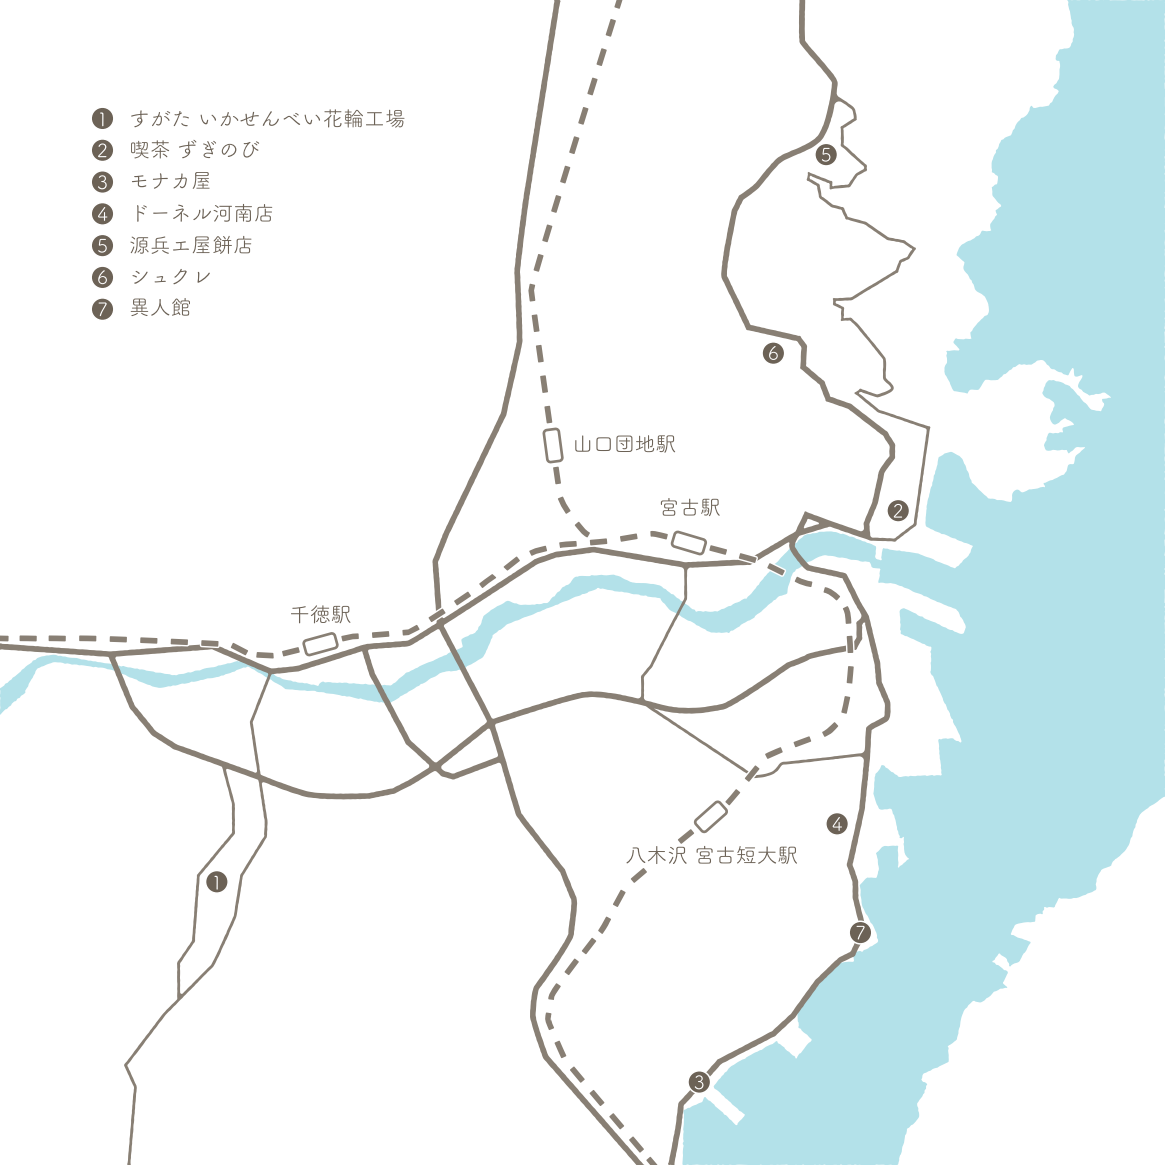 1 すがた いかせんべい花輪工場
2 喫茶 ずぎのび
3 モナカ屋
4 ドーネル河南店
5 源兵エ屋餅店
6 シュクレ
7 異人館
5
6
山口団地駅
宮古駅
2
千徳駅
4
八木沢 宮古短大駅
1
7
3